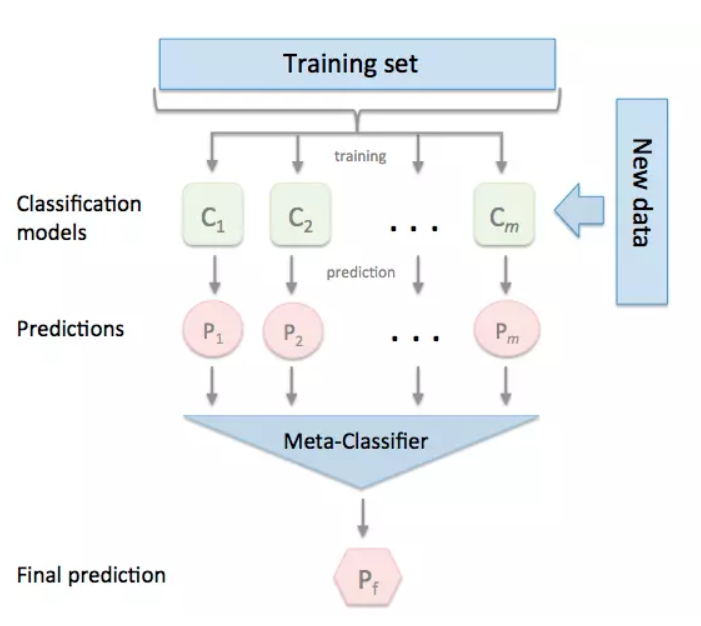 Training set
training
New data
Classification
models
C1
C2
. . .
Cm
prediction
Predictions
P1
P2
. . .
Pm
Meta-Classifier
Final prediction
Pf